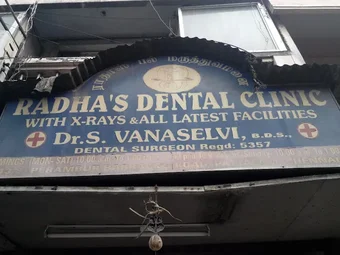 RADHA'S DENTAL CLINIC
WITH X-RAYS & ALL LATEST FACILITIES
Dr.S. VANASELVI, B.D.S.,
DENTAL SURGEON Regd: 5357